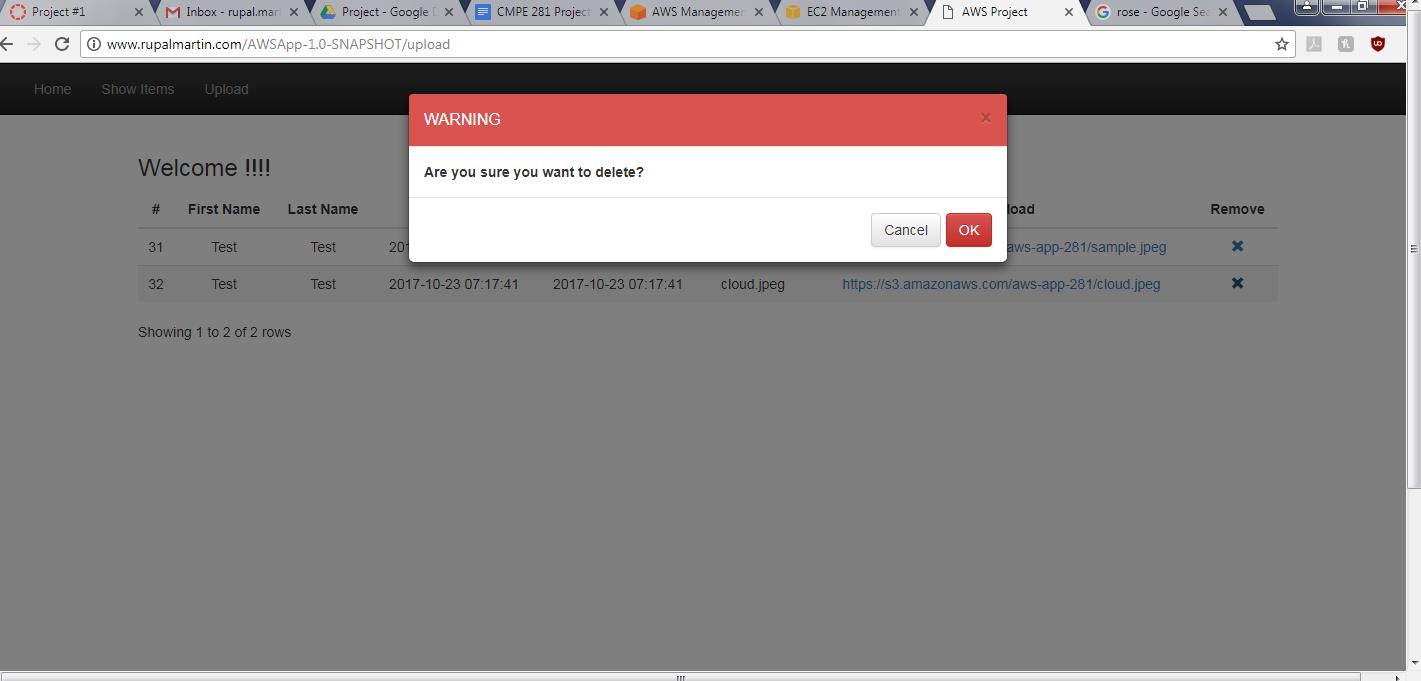 Project #1
Inbox - rupal.mar
Project - Google D
CMPE 281 Project
AWS Managemen
EC2 Management
AWS Project
rose - Google Sea
www.rupalmartin.com/AWSApp-1.0-SNAPSHOT/upload
Home Show Items Upload
WARNING ×
Are you sure you want to delete?
Cancel OK
Welcome !!!!
# First Name Last Name load Remove
31 Test Test 201 aws-app-281/sample.jpeg
32 Test Test 2017-10-23 07:17:41 2017-10-23 07:17:41 cloud.jpeg https://s3.amazonaws.com/aws-app-281/cloud.jpeg
Showing 1 to 2 of 2 rows